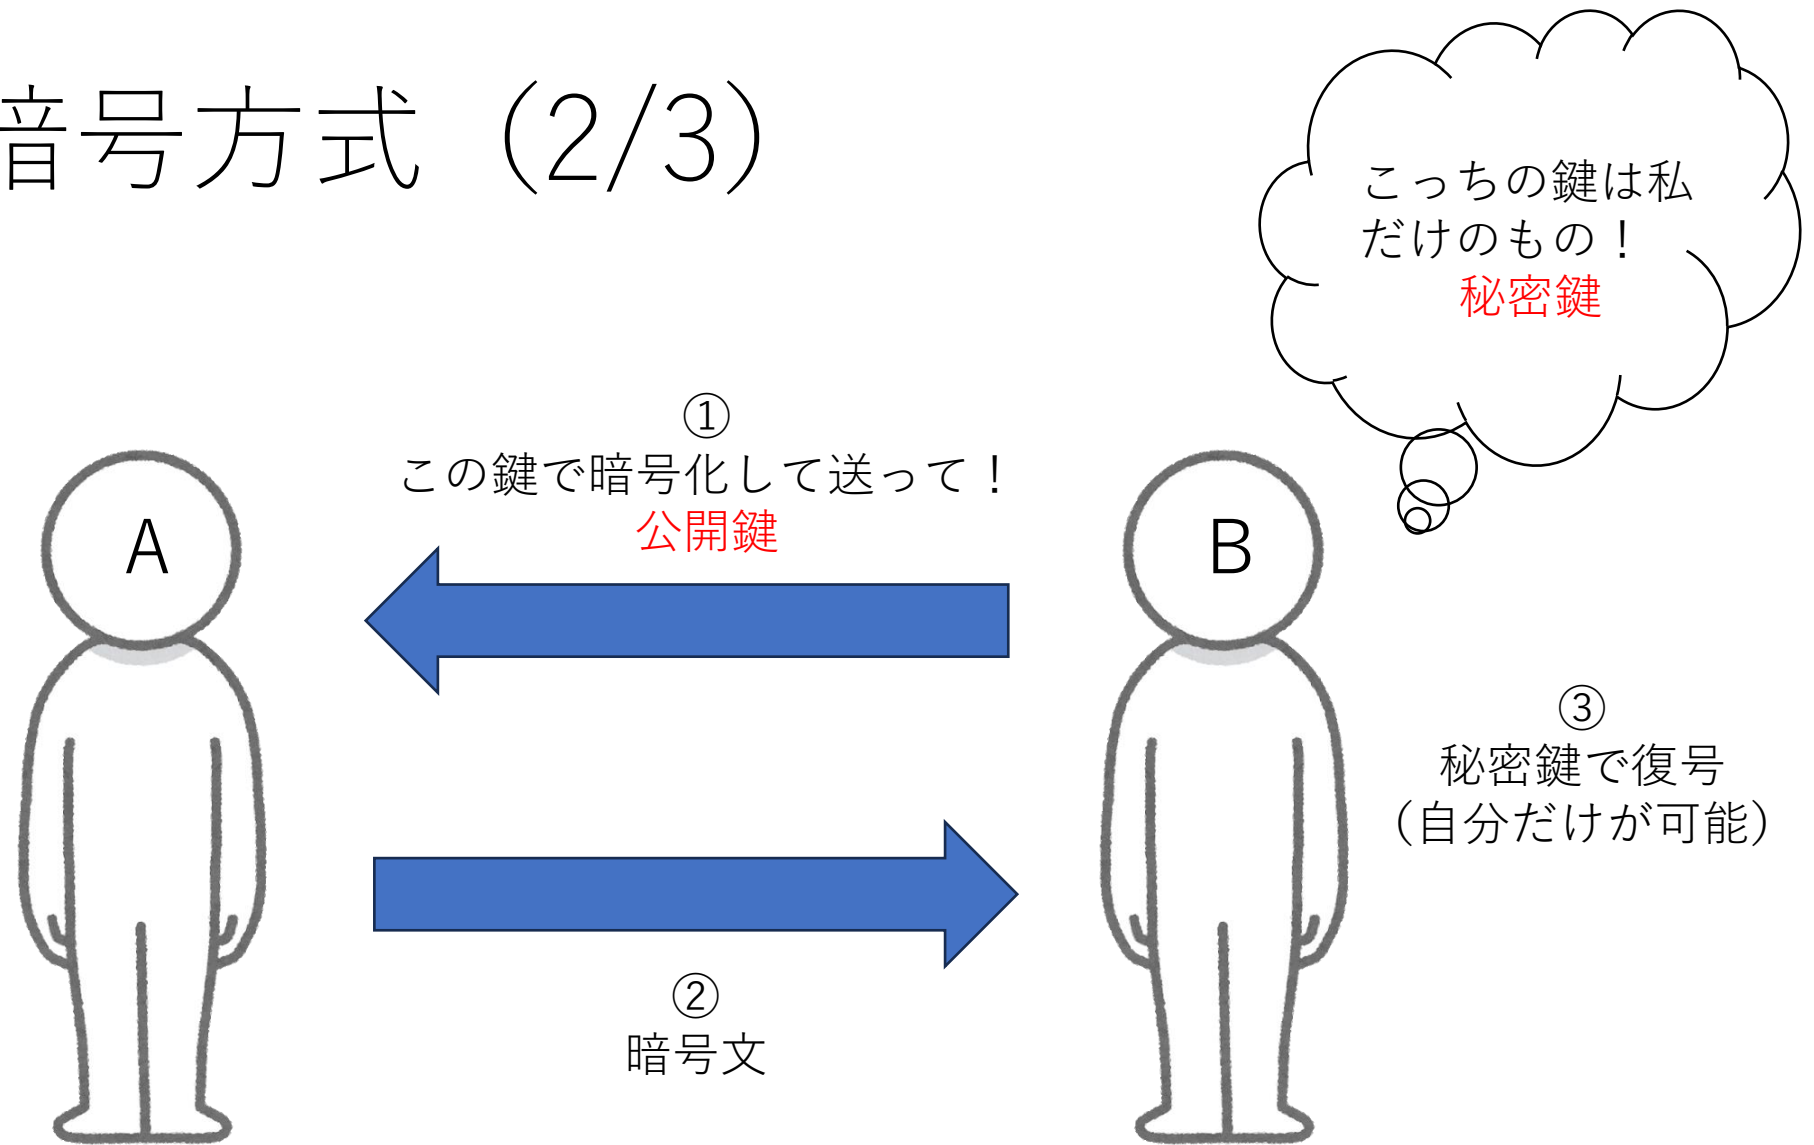 暗号方式（2/3）
こっちの鍵は私
だけのもの！
秘密鍵
①
この鍵で暗号化して送って！
公開鍵
A
B
③
秘密鍵で復号
（自分だけが可能）
②
暗号文